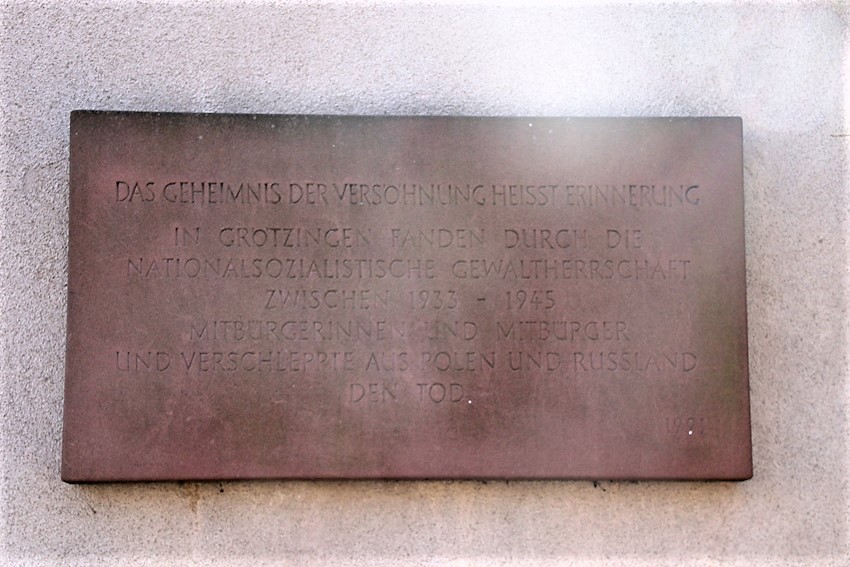 DAS GEHEIMNIS DER VERSÖHNUNG HEISST ERINNERUNG
IN GRÖTZINGEN FANDEN DURCH DIE
NATIONALSOZIALISTISCHE GEWALTHERRSCHAFT
ZWISCHEN 1933 - 1945
MITBÜRGERINNEN UND MITBÜRGER
UND VERSCHLEPPTE AUS POLEN UND RUSSLAND
DEN TOD.